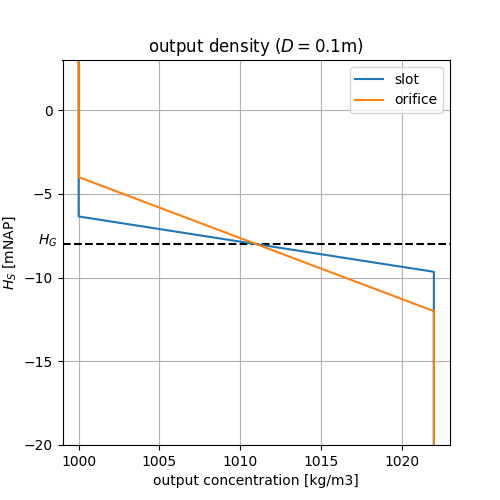 output density (D = 0.1m)
slot
orifice
0
−5
H_G
−10
−15
−20
H_S [mNAP]
1000 1005 1010 1015 1020
output concentration [kg/m3]